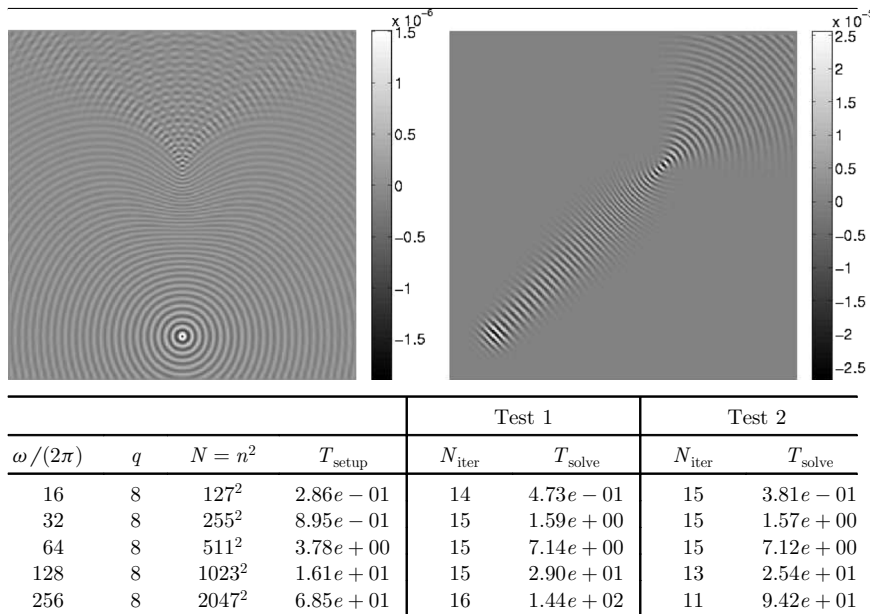 x 10⁻⁶
1.5
1
0.5
0
−0.5
−1
−1.5
2.5
2
1.5
1
0.5
0
−0.5
−1
−1.5
−2
−2.5
Test 1 Test 2
ω/(2π) q N = n² T_setup N_iter T_solve N_iter T_solve
16 8 127² 2.86e − 01 14 4.73e − 01 15 3.81e − 01
32 8 255² 8.95e − 01 15 1.59e + 00 15 1.57e + 00
64 8 511² 3.78e + 00 15 7.14e + 00 15 7.12e + 00
128 8 1023² 1.61e + 01 15 2.90e + 01 13 2.54e + 01
256 8 2047² 6.85e + 01 16 1.44e + 02 11 9.42e + 01